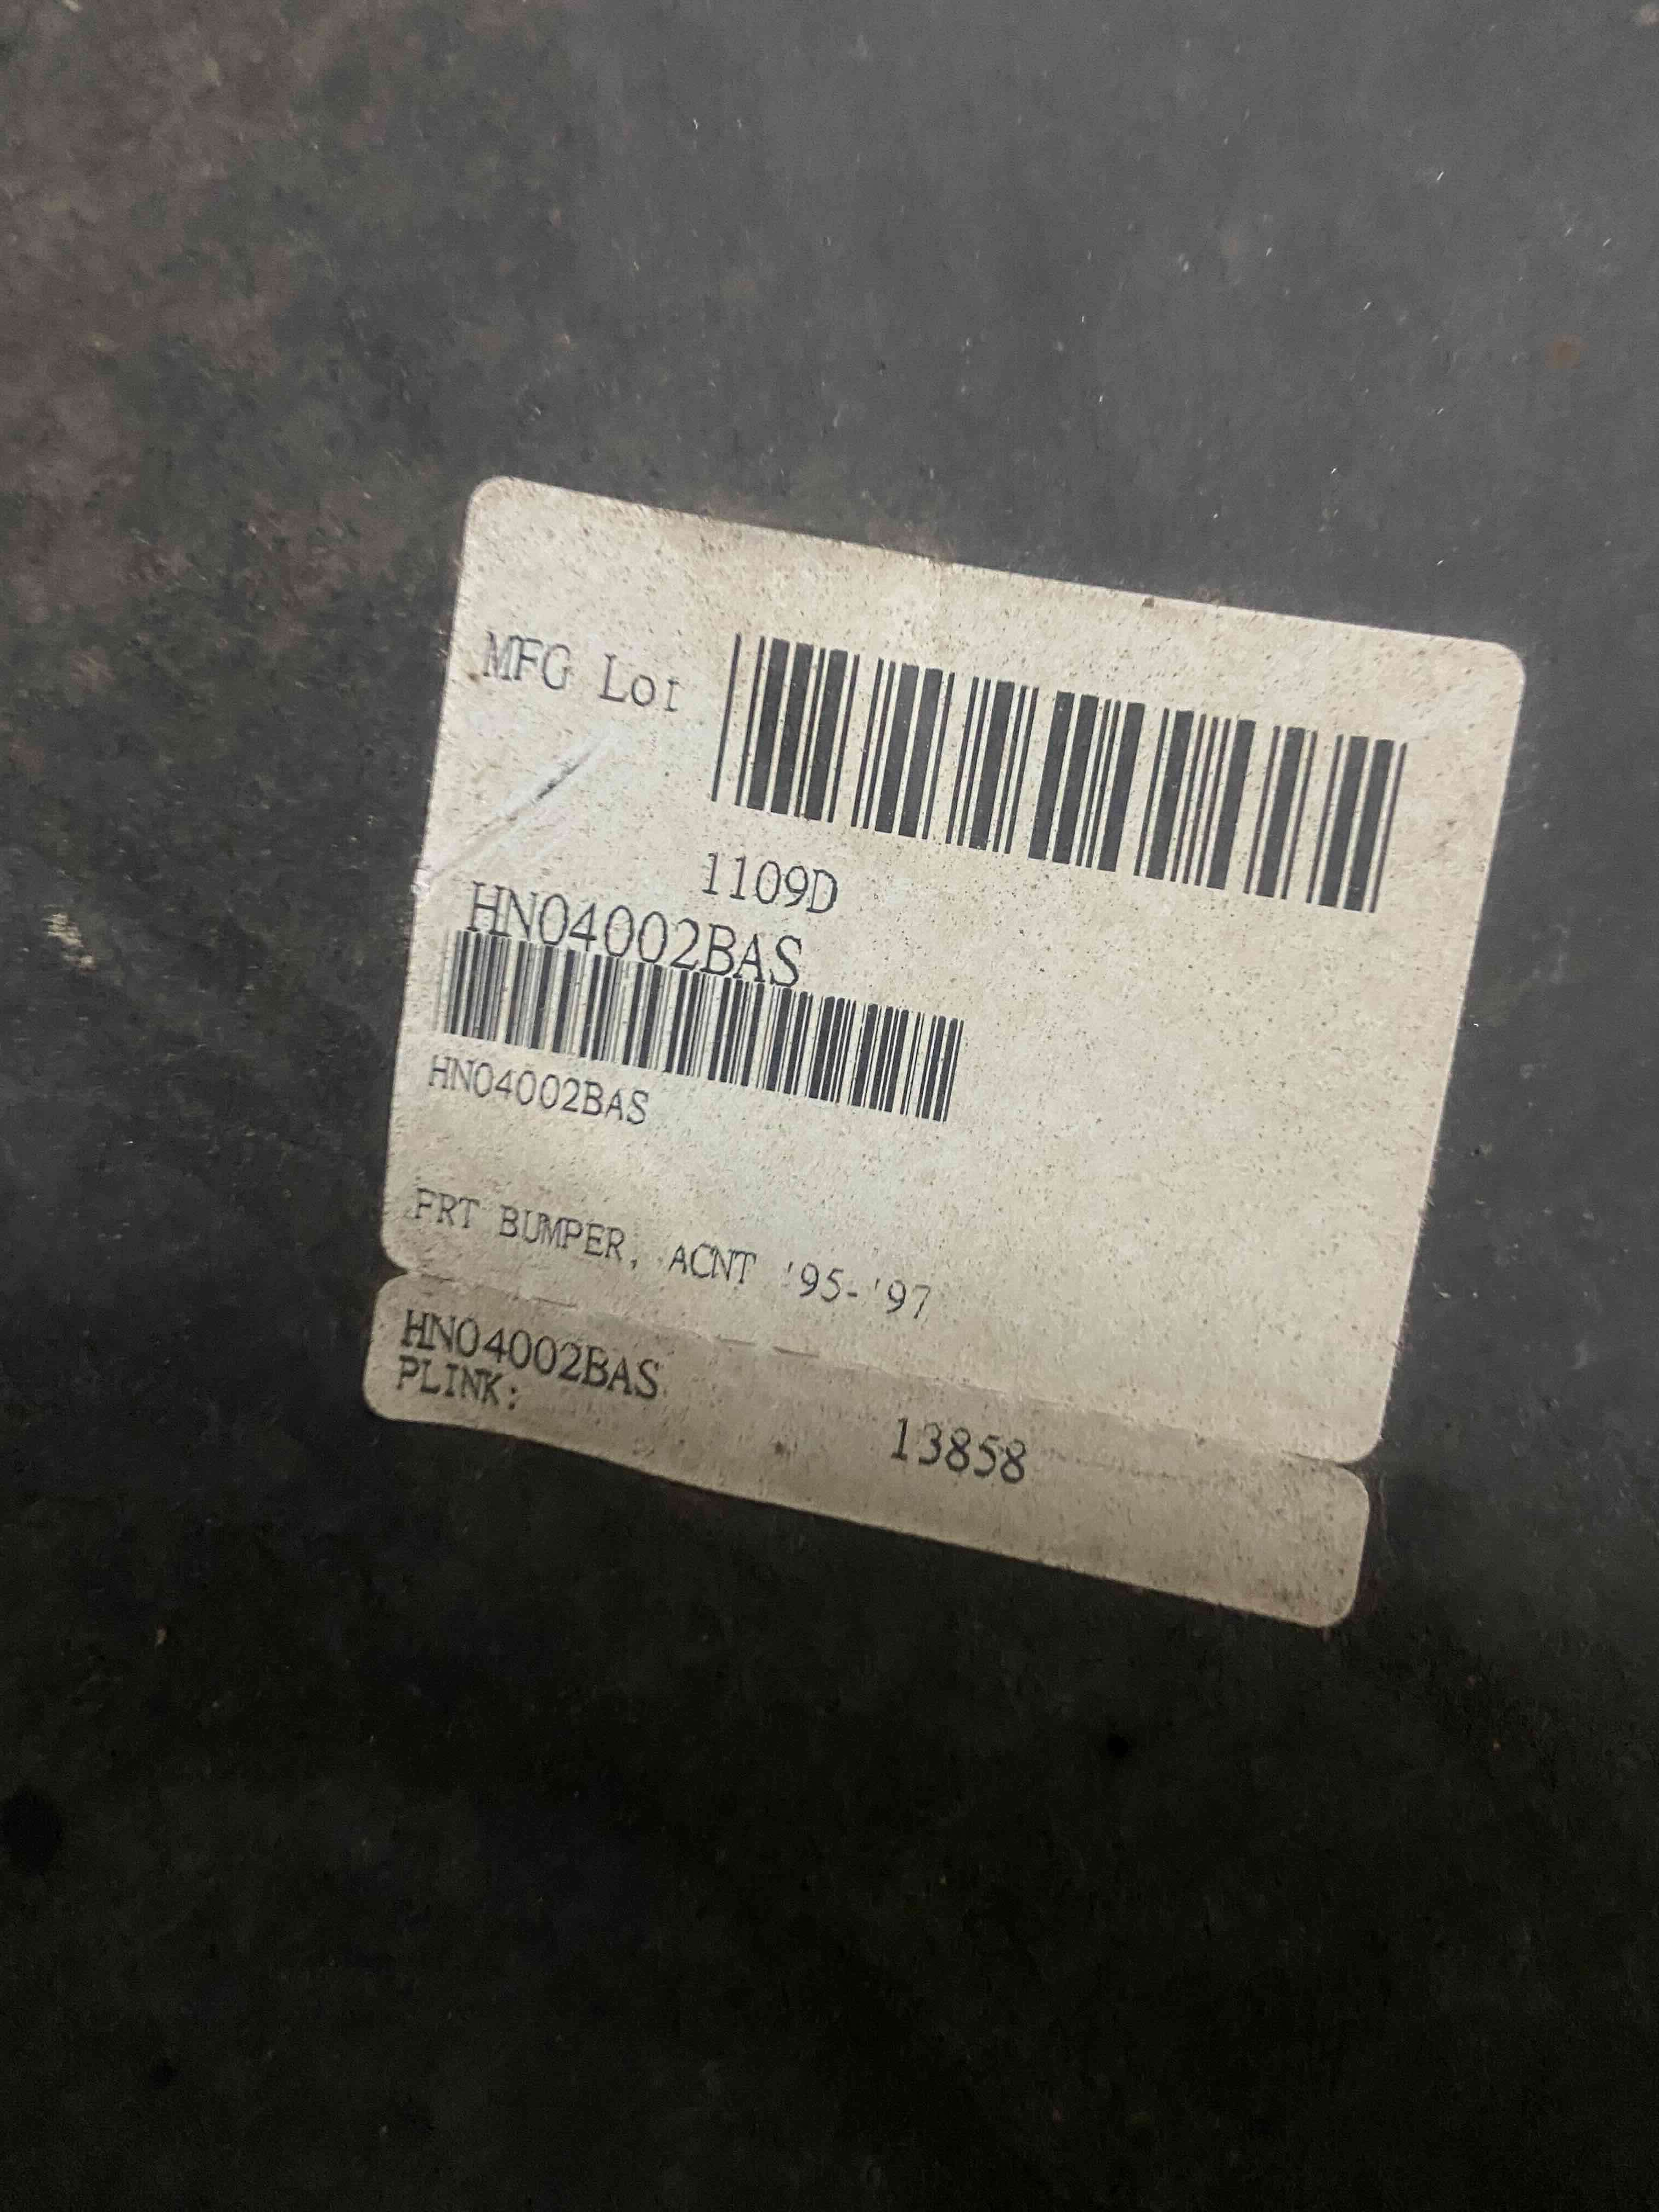 MFG Lot
1109D
HN04002BAS
HN04002BAS
FRT BUMPER, ACNT '95-'97
HN04002BAS
PLINK: 13858